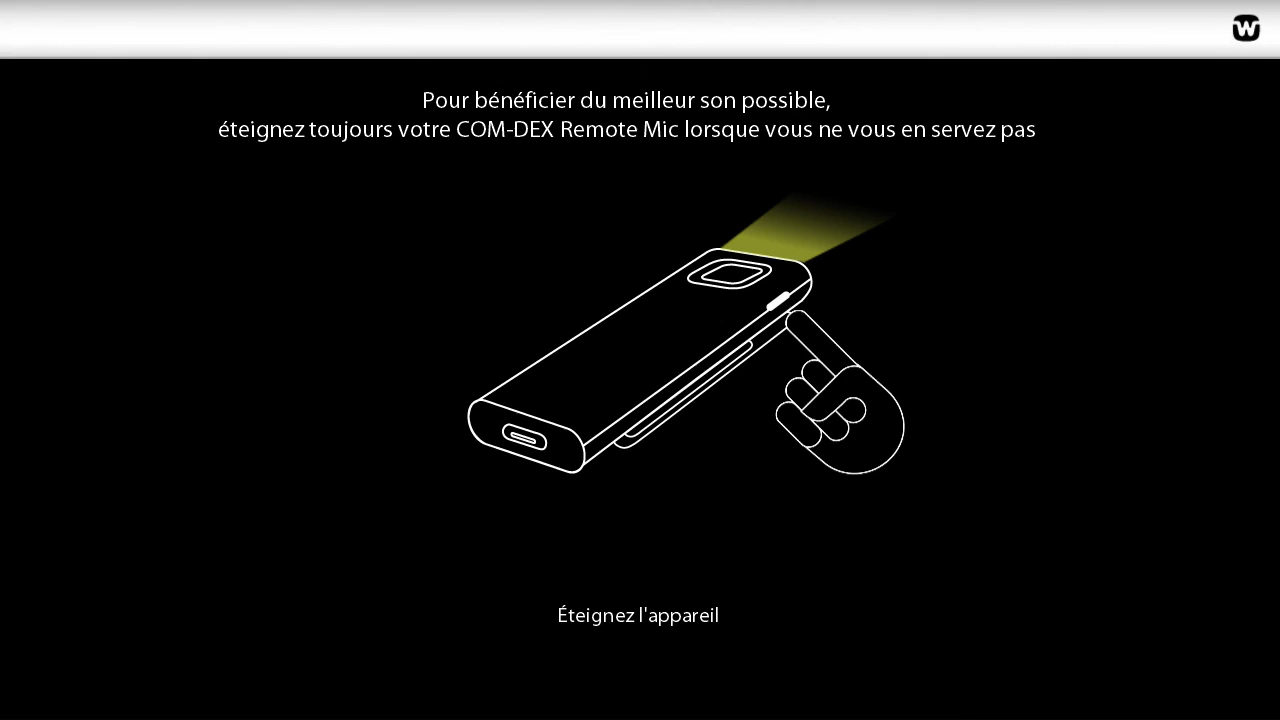 Pour bénéficier du meilleur son possible,
éteignez toujours votre COM-DEX Remote Mic lorsque vous ne vous en servez pas
Éteignez l'appareil